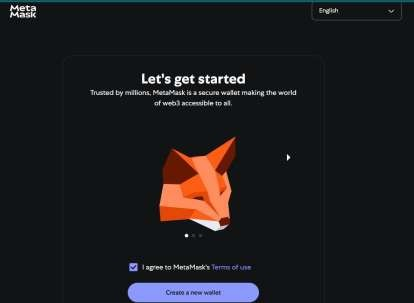 Meta
Mask
English
Let's get started
Trusted by millions, MetaMask is a secure wallet making the world
of web3 accessible to all.
I agree to MetaMask's Terms of use
Create a new wallet